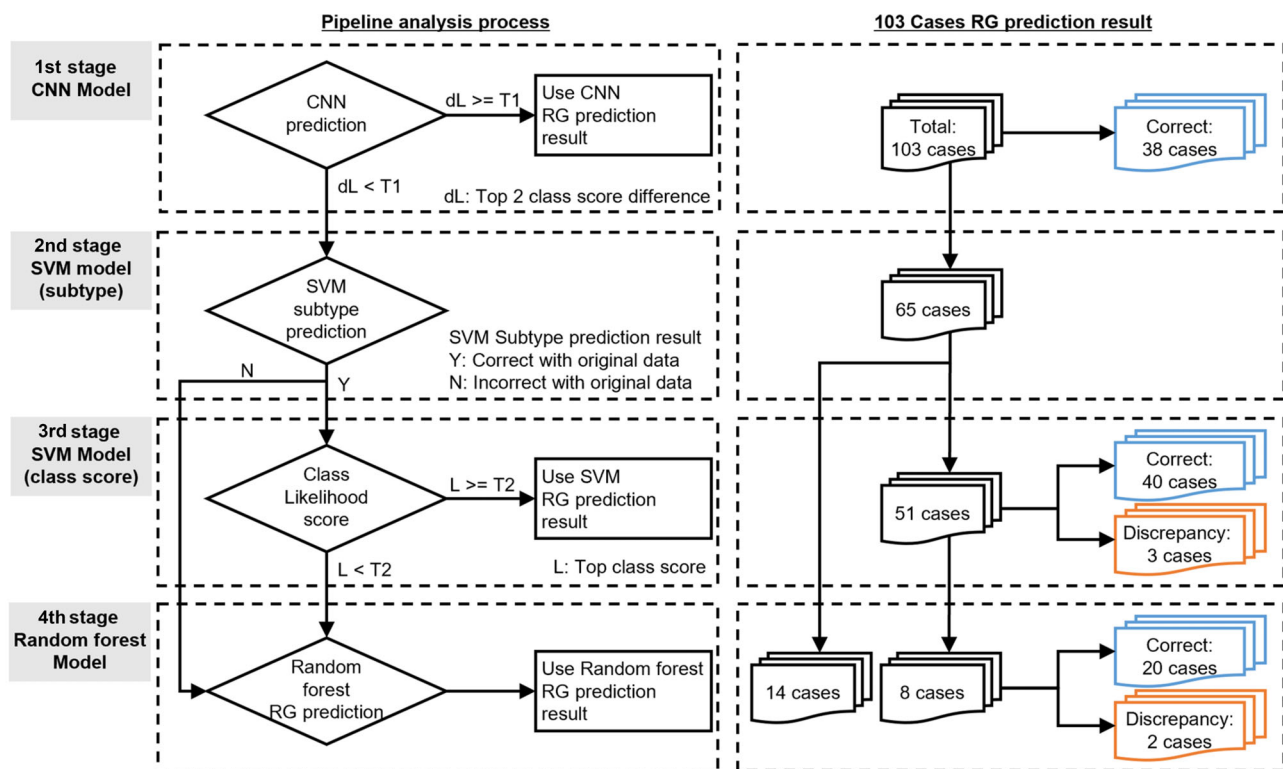 Pipeline analysis process
103 Cases RG prediction result
1st stage
CNN Model
CNN
prediction
dL >= T1
Use CNN
RG prediction
result
dL < T1
dL: Top 2 class score difference
Total:
103 cases
Correct:
38 cases
2nd stage
SVM model
(subtype)
SVM
subtype
prediction
SVM Subtype prediction result
Y: Correct with original data
N: Incorrect with original data
N
Y
65 cases
3rd stage
SVM Model
(class score)
Class
Likelihood
score
L >= T2
Use SVM
RG prediction
result
L < T2
L: Top class score
51 cases
Correct:
40 cases
Discrepancy:
3 cases
4th stage
Random forest
Model
Random
forest
RG prediction
Use Random forest
RG prediction
result
14 cases
8 cases
Correct:
20 cases
Discrepancy:
2 cases